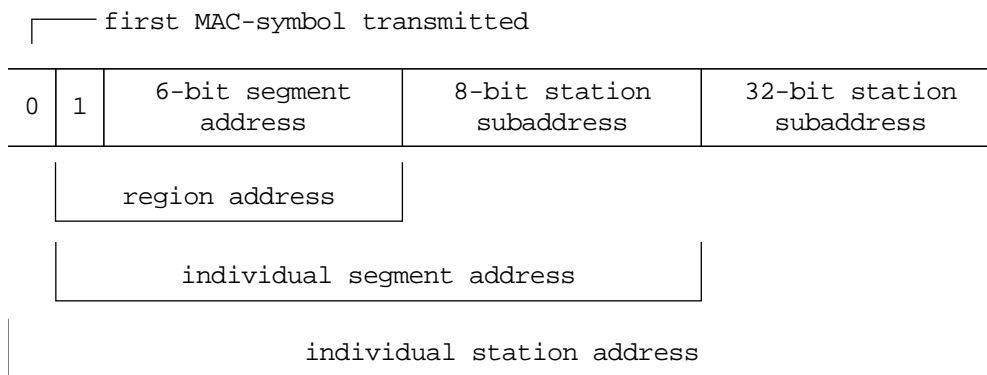 first MAC-symbol transmitted
0 1 6-bit segment 8-bit station 32-bit station
address subaddress subaddress
region address
individual segment address
individual station address